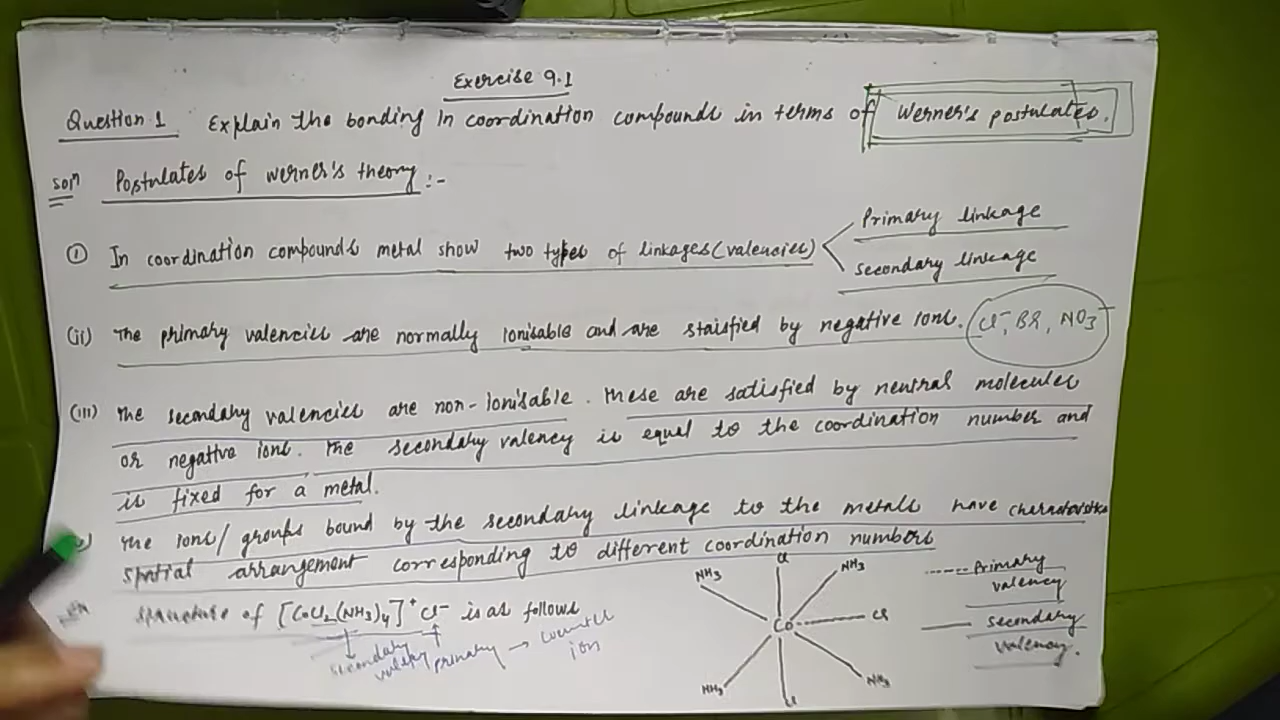 Exercise 9.1
Question 1 Explain the bonding in coordination compounds in terms of Werner's postulates.
Soln Postulates of werner's theory :-
(i) In coordination compounds metal show two types of linkages (valencies)
Primary linkage
secondary linkage
(ii) The primary valencies are normally ionisable and are staisfied by negative ions. Cl-, Br, NO3-
(iii) The secondary valencies are non-ionisable. These are satisfied by neutral molecules
or negative ions. The secondary valency is equal to the coordination number and
is fixed for a metal.
The ions/groups bound by the secondary linkage to the metals have characteristics
spatial arrangement corresponding to different coordination numbers
structure of [CoCl2(NH3)4]+ Cl- is as follows
secondary valency primary → counter ion
Cl
NH3 NH3
Co Cl
NH3 NH3
Cl
----- Primary valency
—— secondary valency.